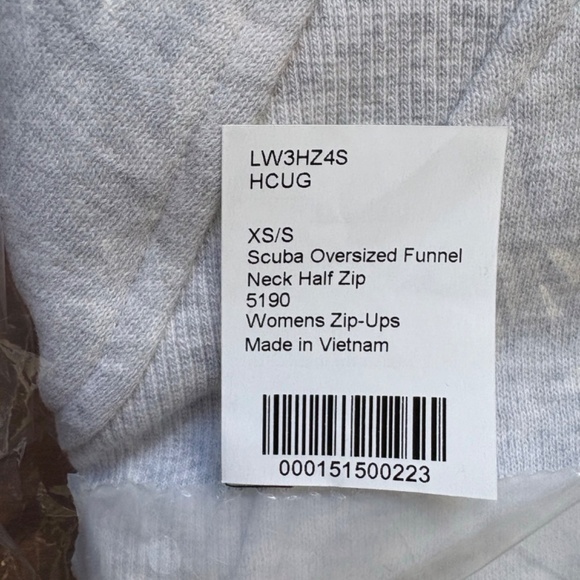 LW3HZ4S
HCUG
XS/S
Scuba Oversized Funnel
Neck Half Zip
5190
Womens Zip-Ups
Made in Vietnam
000151500223